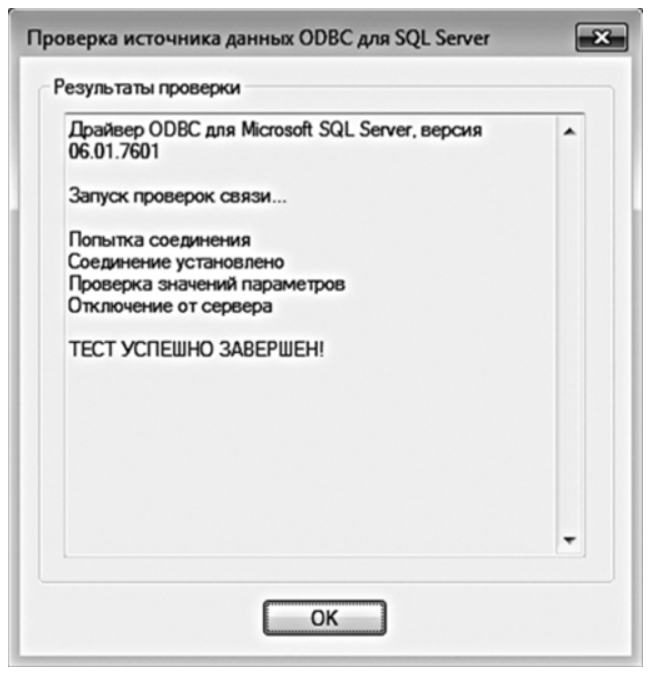 Проверка источника данных ODBC для SQL Server
Результаты проверки
Драйвер ODBC для Microsoft SQL Server, версия
06.01.7601
Запуск проверок связи...
Попытка соединения
Соединение установлено
Проверка значений параметров
Отключение от сервера
ТЕСТ УСПЕШНО ЗАВЕРШЕН!
OK